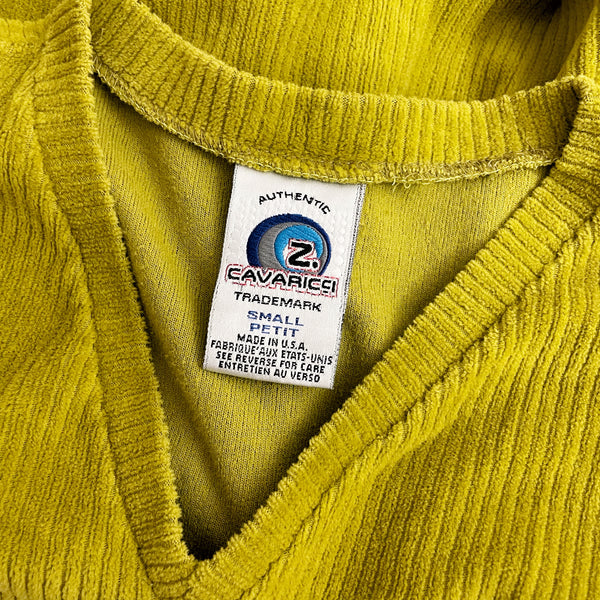 AUTHENTIC
Z.
CAVARICCI
TRADEMARK
SMALL
PETIT
MADE IN U.S.A.
FABRIQUE'AUX ETATS-UNIS
SEE REVERSE FOR CARE
ENTRETIEN AU VERSO